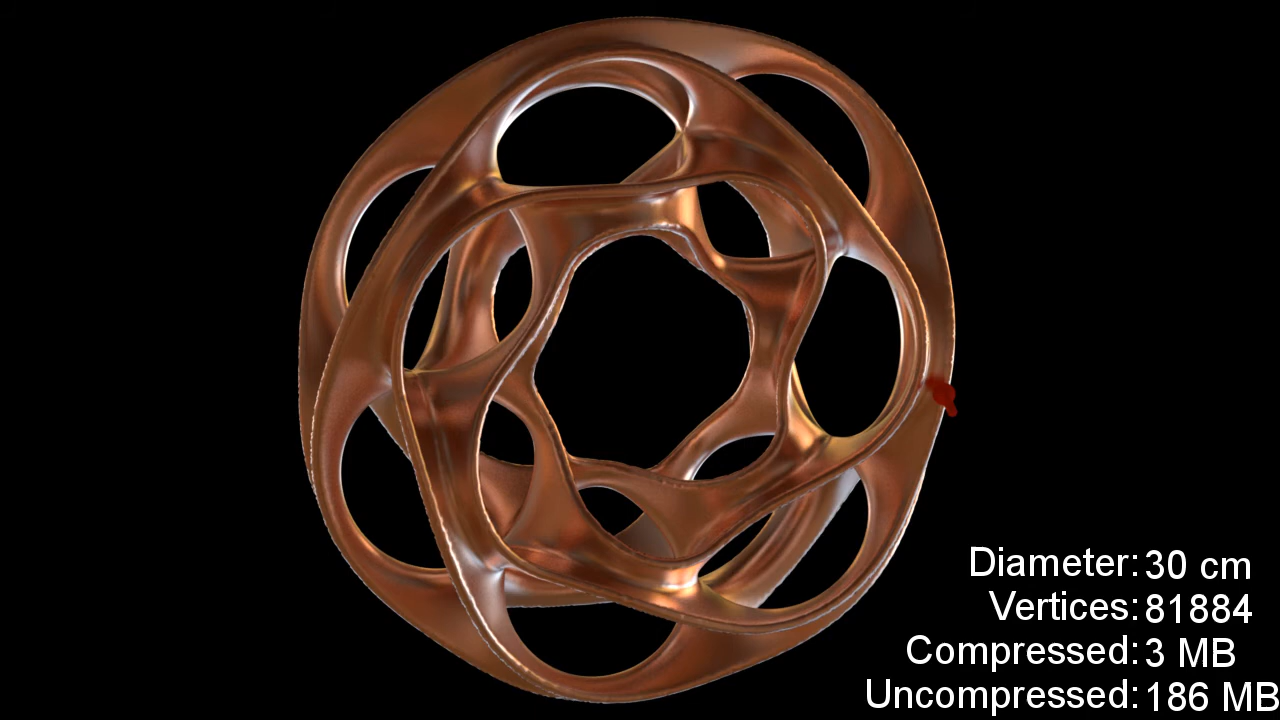 Diameter: 30 cm
Vertices: 81884
Compressed: 3 MB
Uncompressed: 186 MB